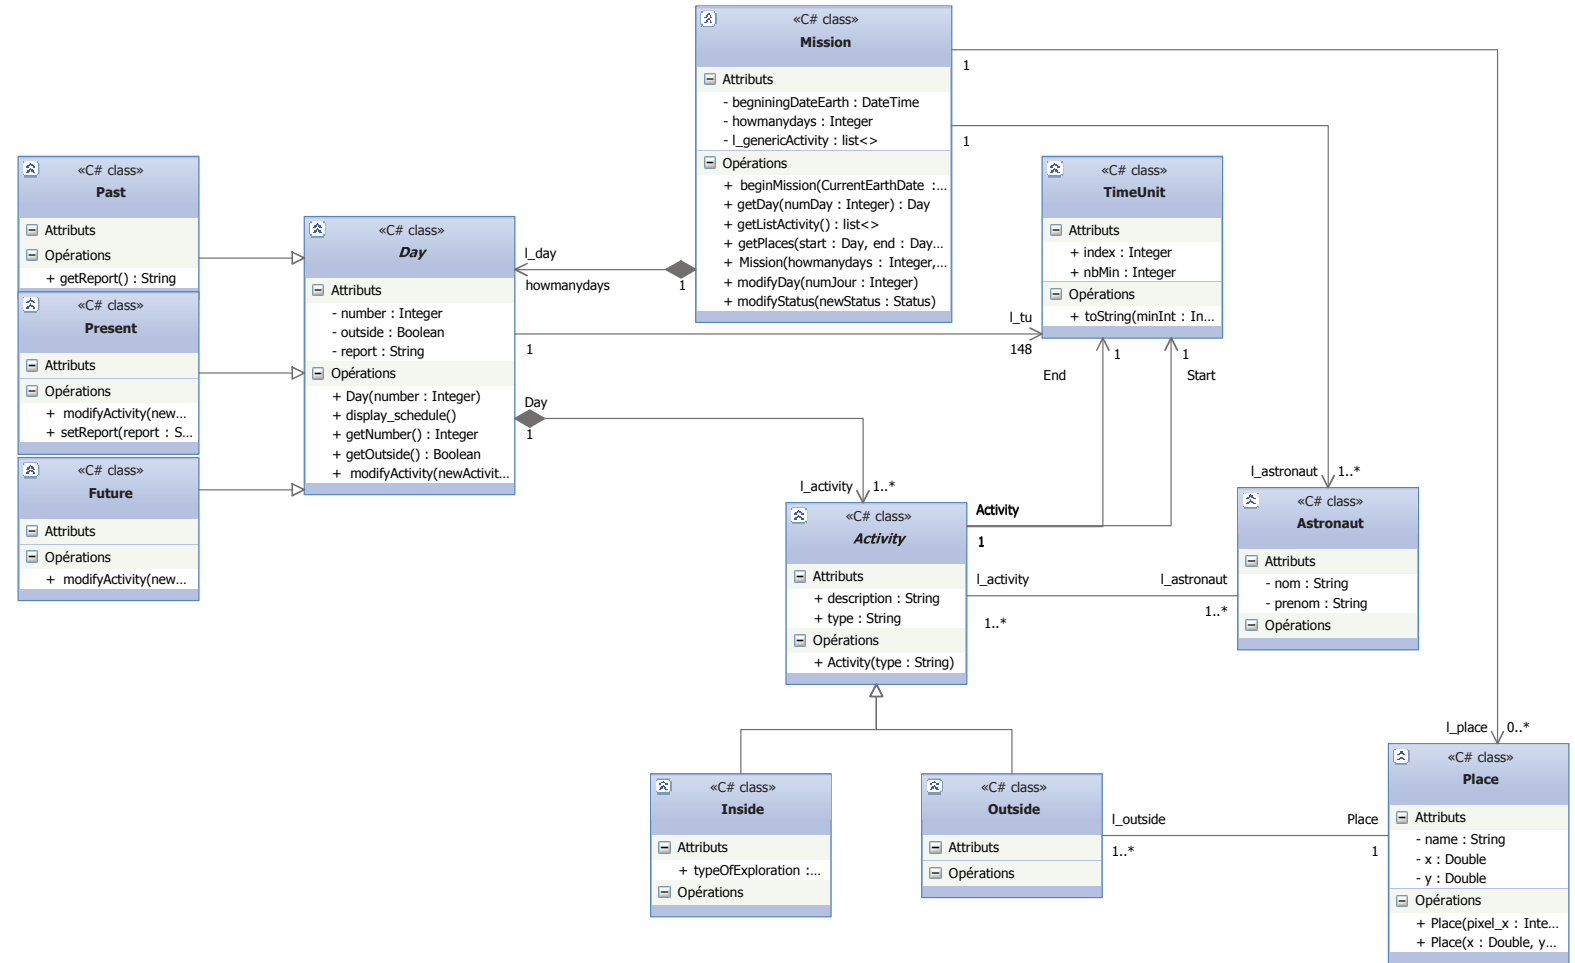 «C# class»
Mission
Attributs
- begniningDateEarth : DateTime
- howmanydays : Integer
- l_genericActivity : list<>
Opérations
+ beginMission(CurrentEarthDate :...
+ getDay(numDay : Integer) : Day
+ getListActivity() : list<>
+ getPlaces(start : Day, end : Day...
+ Mission(howmanydays : Integer,...
+ modifyDay(numJour : Integer)
+ modifyStatus(newStatus : Status)
1
1
1
l_day
howmanydays
«C# class»
Past
Attributs
Opérations
+ getReport() : String
«C# class»
Present
Attributs
Opérations
+ modifyActivity(new...
+ setReport(report : S...
«C# class»
Future
Attributs
Opérations
+ modifyActivity(new...
«C# class»
Day
Attributs
- number : Integer
- outside : Boolean
- report : String
Opérations
+ Day(number : Integer)
+ display_schedule()
+ getNumber() : Integer
+ getOutside() : Boolean
+ modifyActivity(newActivit...
1
l_tu
148
Day
1
l_activity
1..*
«C# class»
TimeUnit
Attributs
+ index : Integer
+ nbMin : Integer
Opérations
+ toString(minInt : In...
1
1
End
Start
«C# class»
Activity
Attributs
+ description : String
+ type : String
Opérations
+ Activity(type : String)
Activity
1
l_activity
1..*
l_astronaut
1..*
l_astronaut
1..*
«C# class»
Astronaut
Attributs
- nom : String
- prenom : String
Opérations
«C# class»
Inside
Attributs
+ typeOfExploration :...
Opérations
«C# class»
Outside
Attributs
Opérations
l_outside
1..*
Place
1
l_place
0..*
«C# class»
Place
Attributs
- name : String
- x : Double
- y : Double
Opérations
+ Place(pixel_x : Inte...
+ Place(x : Double, y...